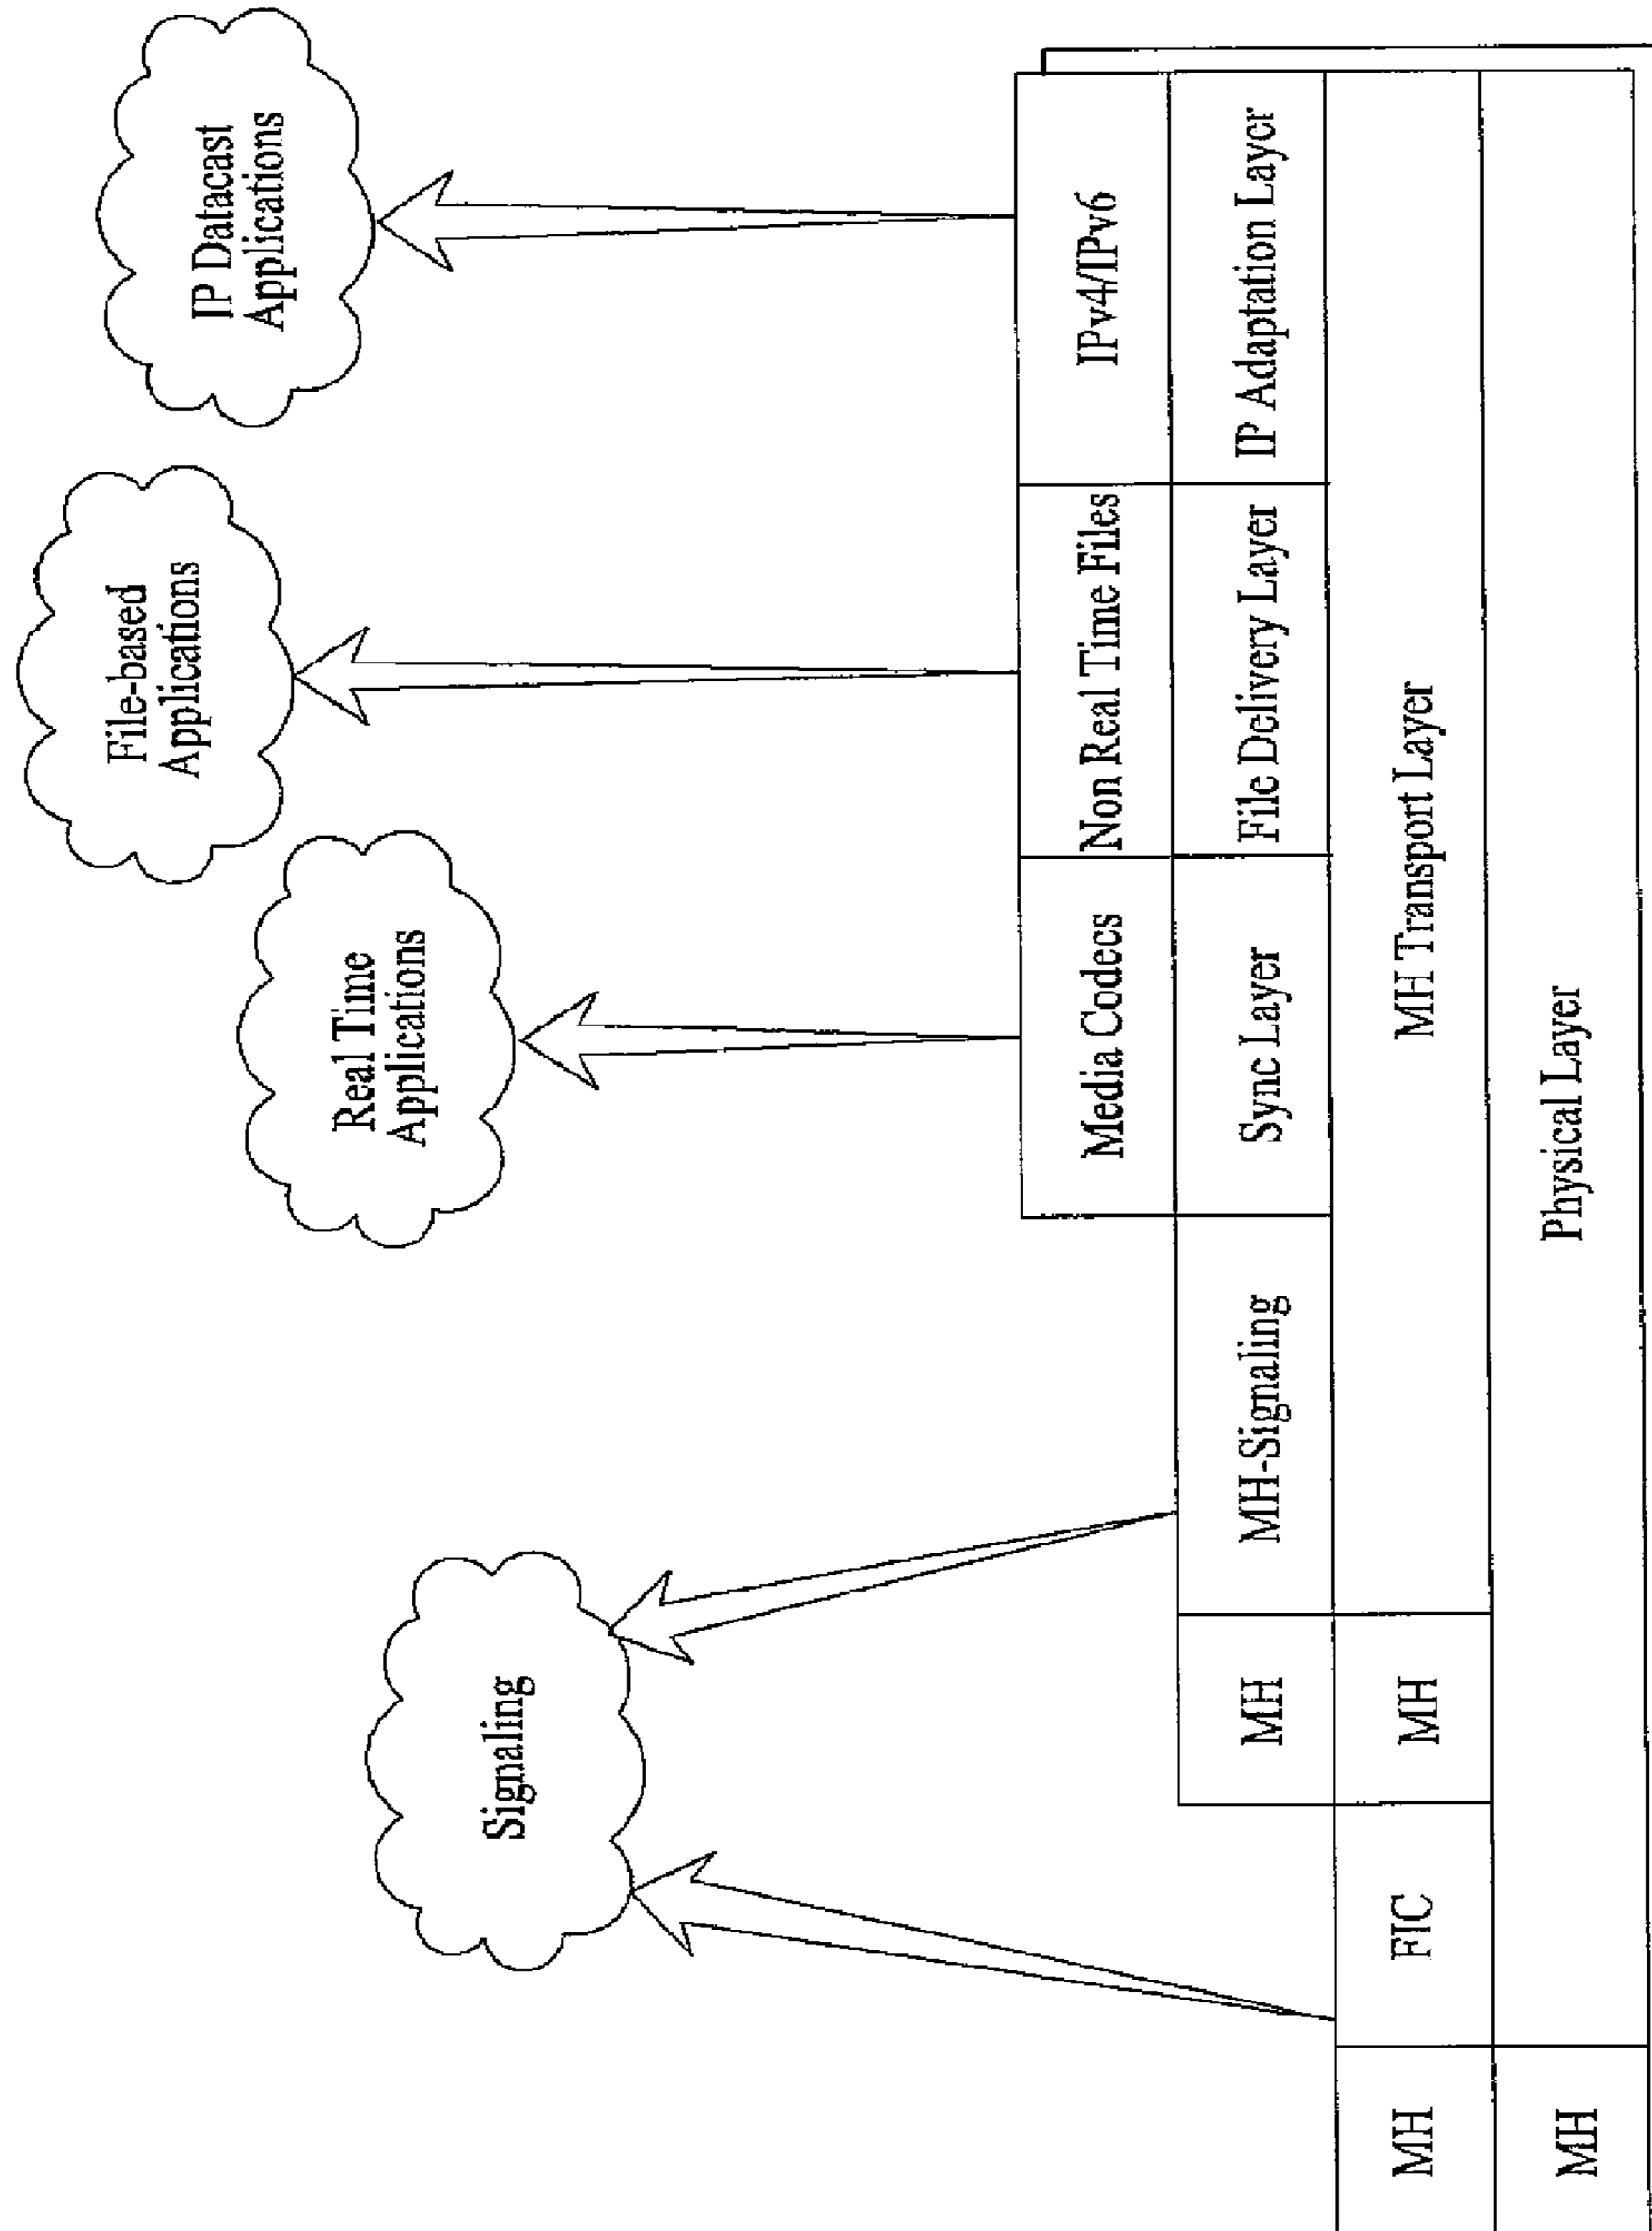 IP Datacast
Applications
File-based
Applications
Real Time
Applications
Signaling
IPv4/IPv6
Non Real Time Files
Media Codecs
IP Adaptation Layer
File Delivery Layer
Sync Layer
MH-Signaling
MH
MH Transport Layer
MH
FIC
MH
Physical Layer
MH